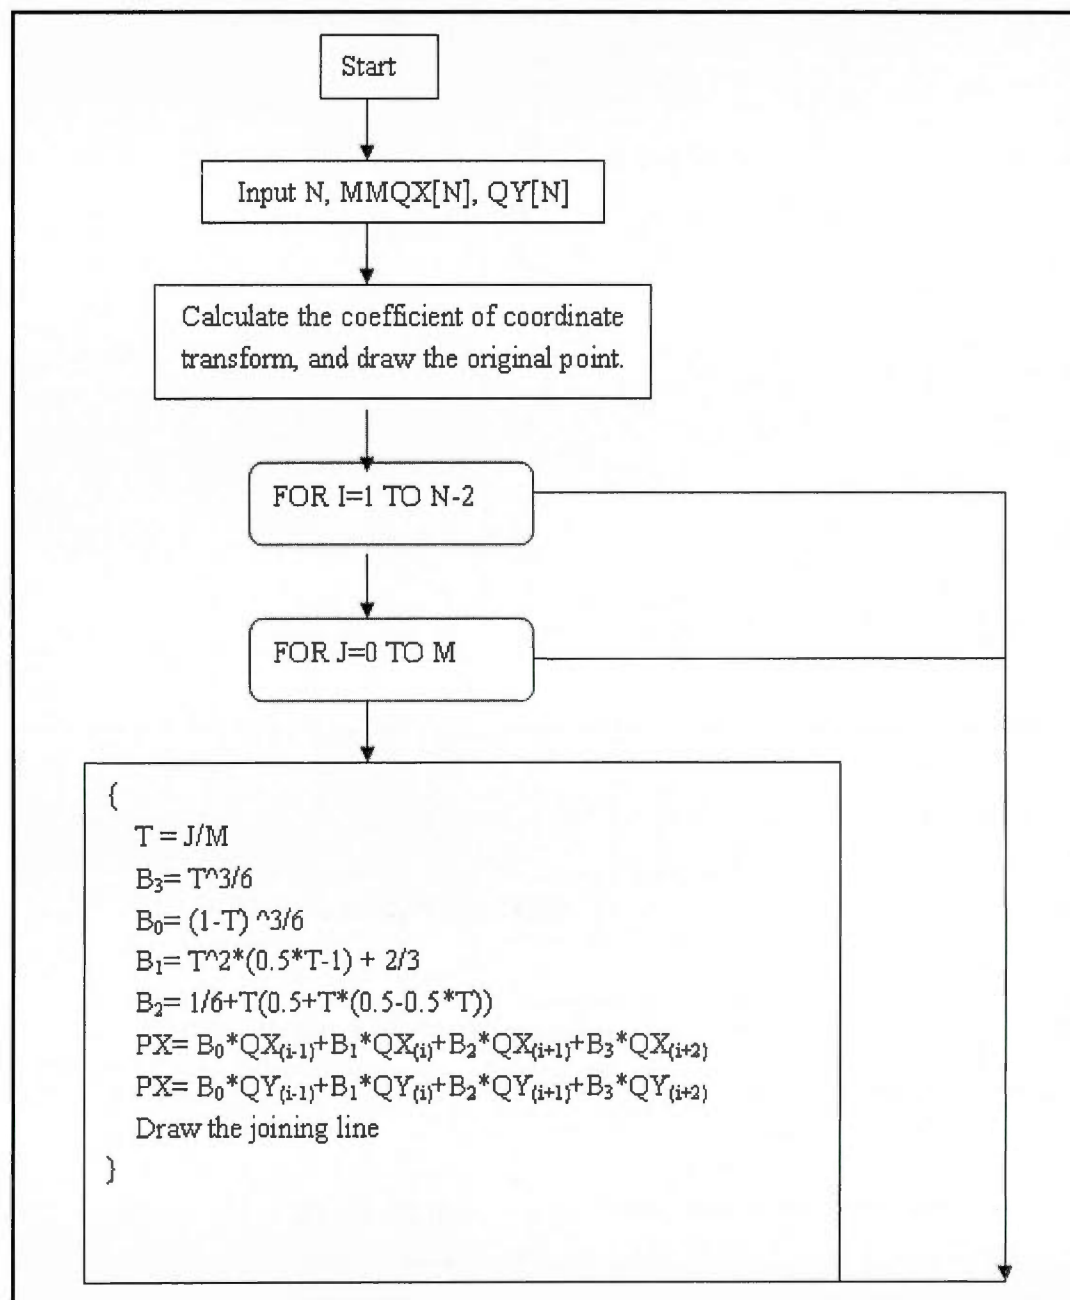 Start
Input N, MMQX[N], QY[N]
Calculate the coefficient of coordinate
transform, and draw the original point.
FOR I=1 TO N-2
FOR J=0 TO M
{
T = J/M
B₃= T^3/6
B₀= (1-T) ^3/6
B₁= T^2*(0.5*T-1) + 2/3
B₂= 1/6+T(0.5+T*(0.5-0.5*T))
PX= B₀*QX₍ᵢ₋₁₎+B₁*QX₍ᵢ₎+B₂*QX₍ᵢ₊₁₎+B₃*QX₍ᵢ₊₂₎
PX= B₀*QY₍ᵢ₋₁₎+B₁*QY₍ᵢ₎+B₂*QY₍ᵢ₊₁₎+B₃*QY₍ᵢ₊₂₎
Draw the joining line
}